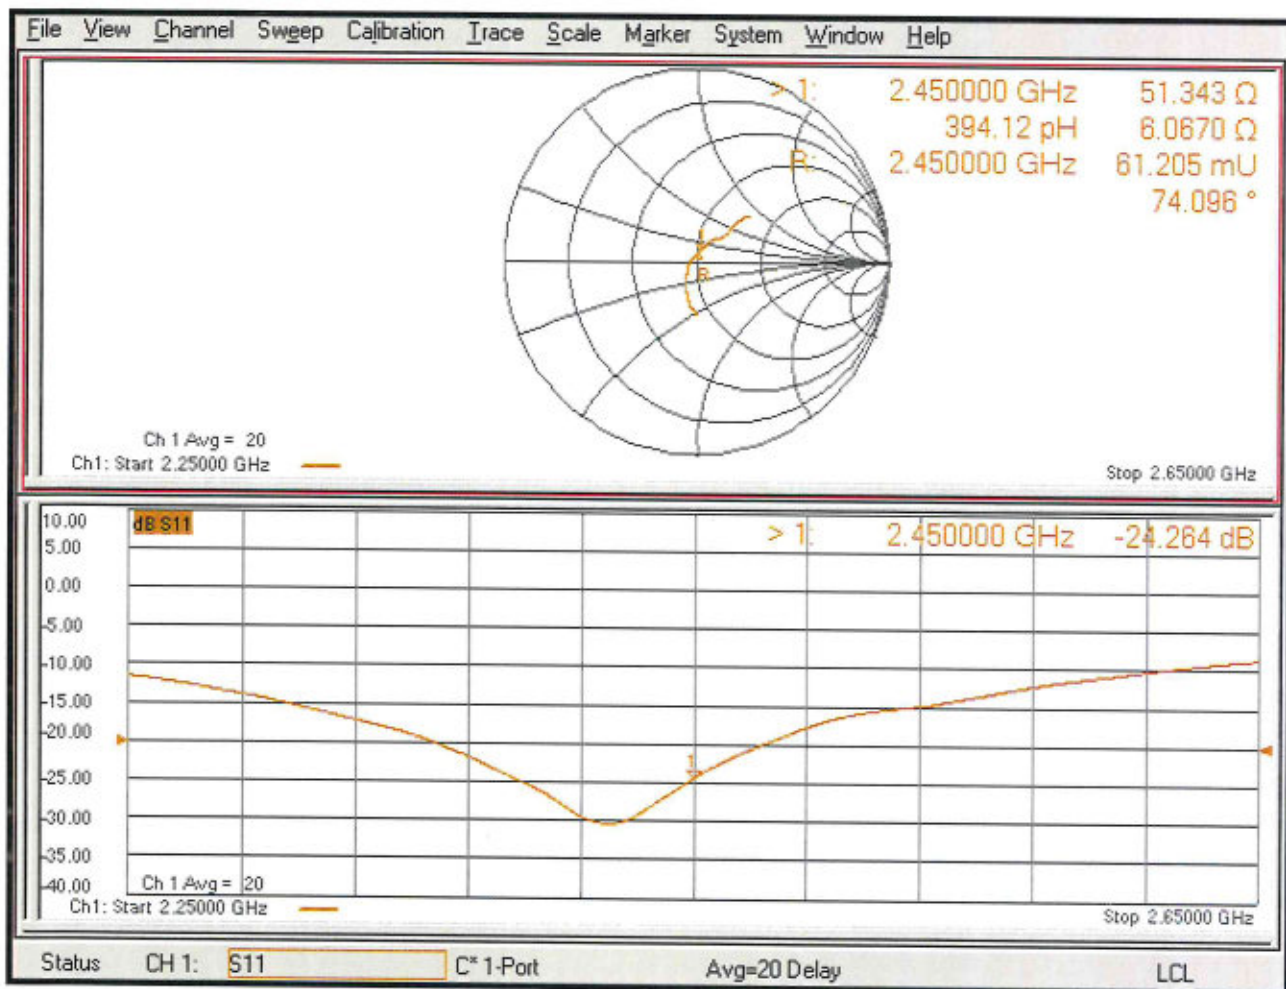 File View Channel Sweep Calibration Trace Scale Marker System Window Help
> 1: 2.450000 GHz 51.343 Ω
394.12 pH 6.0670 Ω
R: 2.450000 GHz 61.205 mU
74.096 °
R
Ch 1 Avg = 20
Ch1: Start 2.25000 GHz
Stop 2.65000 GHz
10.00
dB S11
> 1: 2.450000 GHz -24.264 dB
5.00
0.00
-5.00
-10.00
-15.00
-20.00
1
-25.00
-30.00
-35.00
-40.00
Ch 1 Avg = 20
Ch1: Start 2.25000 GHz
Stop 2.65000 GHz
Status CH 1: S11 C* 1-Port Avg=20 Delay LCL